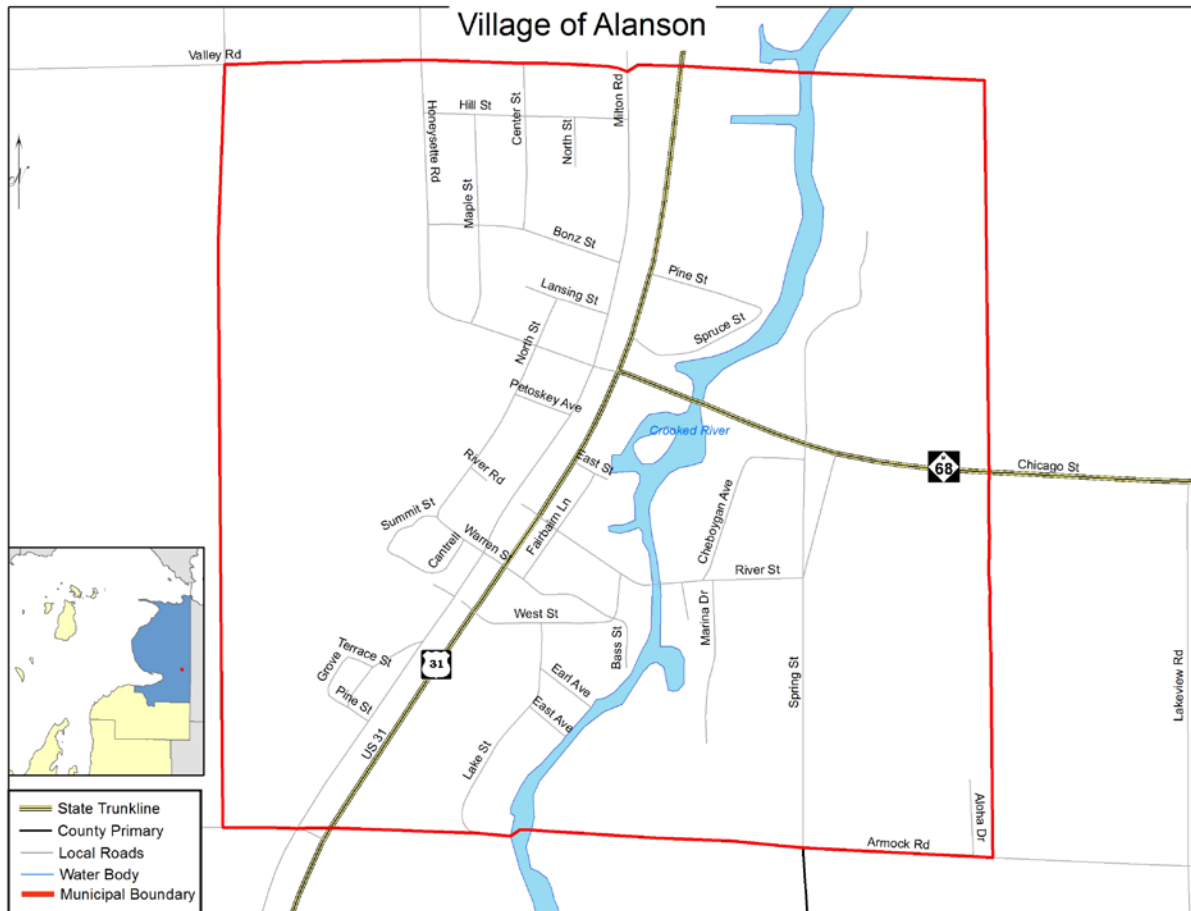 Village of Alanson
Valley Rd
Honeysette Rd
Hill St
Center St
North St
Milton Rd
Maple St
Bonz St
Pine St
Lansing St
Spruce St
North St
Petoskey Ave
Crooked River
East St
68
Chicago St
River Rd
Summit St
Cantrell
Warren St
Fairbairn Ln
Cheboygan Ave
River St
West St
Marina Dr
Bass St
Terrace St
Grove
Pine St
31
US 31
Earl Ave
East Ave
Lake St
Spring St
Lakeview Rd
Aloha Dr
Armock Rd
N
State Trunkline
County Primary
Local Roads
Water Body
Municipal Boundary